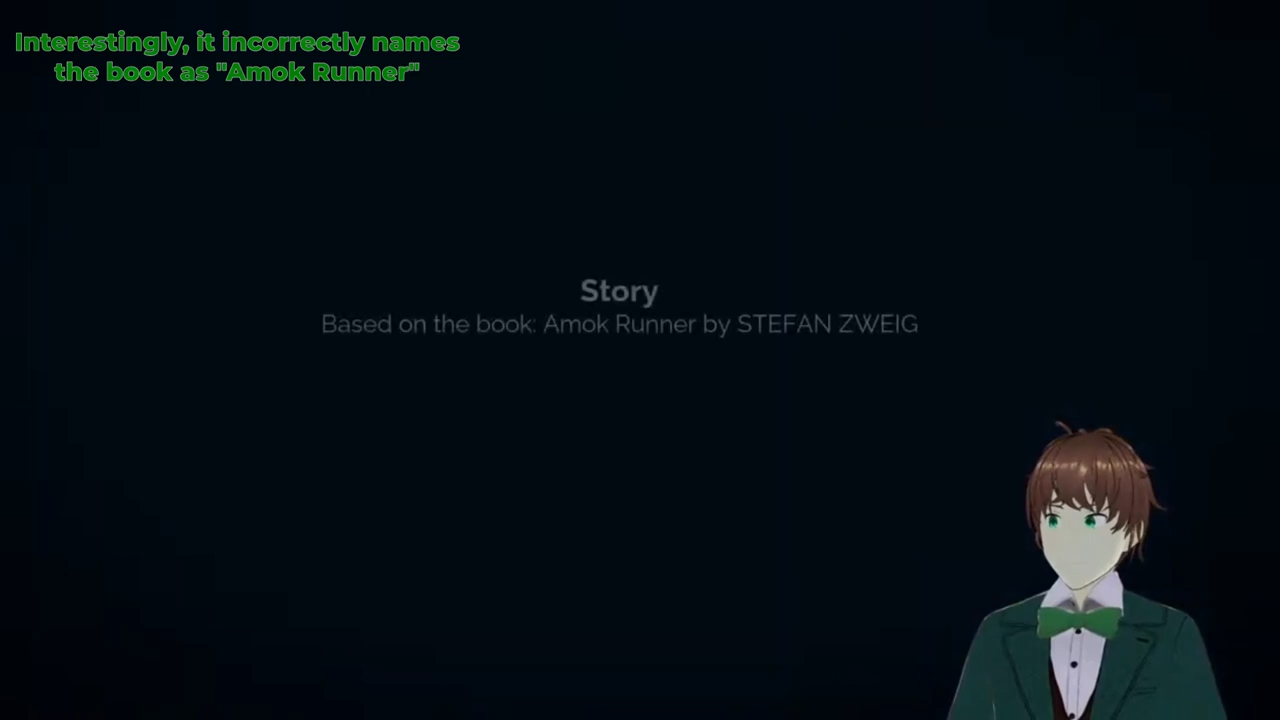 Interestingly, it incorrectly names
the book as "Amok Runner"
Story
Based on the book: Amok Runner by STEFAN ZWEIG